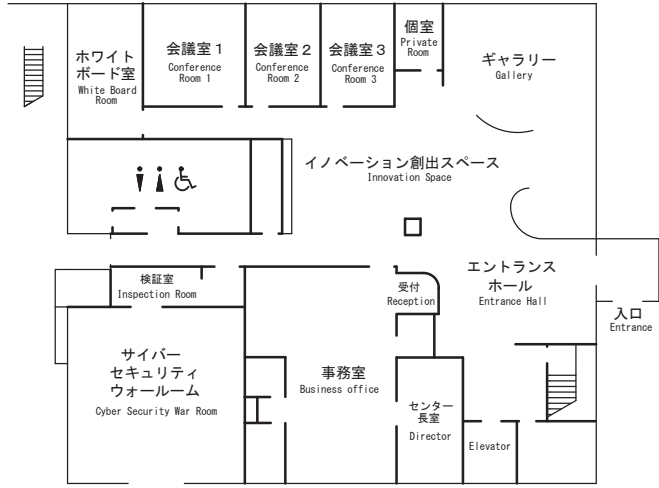 ホワイト
ボード室
White Board
Room
会議室1
Conference
Room 1
会議室2
Conference
Room 2
会議室3
Conference
Room 3
個室
Private
Room
ギャラリー
Gallery
イノベーション創出スペース
Innovation Space
検証室
Inspection Room
受付
Reception
エントランス
ホール
Entrance Hall
入口
Entrance
サイバー
セキュリティ
ウォールーム
Cyber Security War Room
事務室
Business office
センター
長室
Director
Elevator